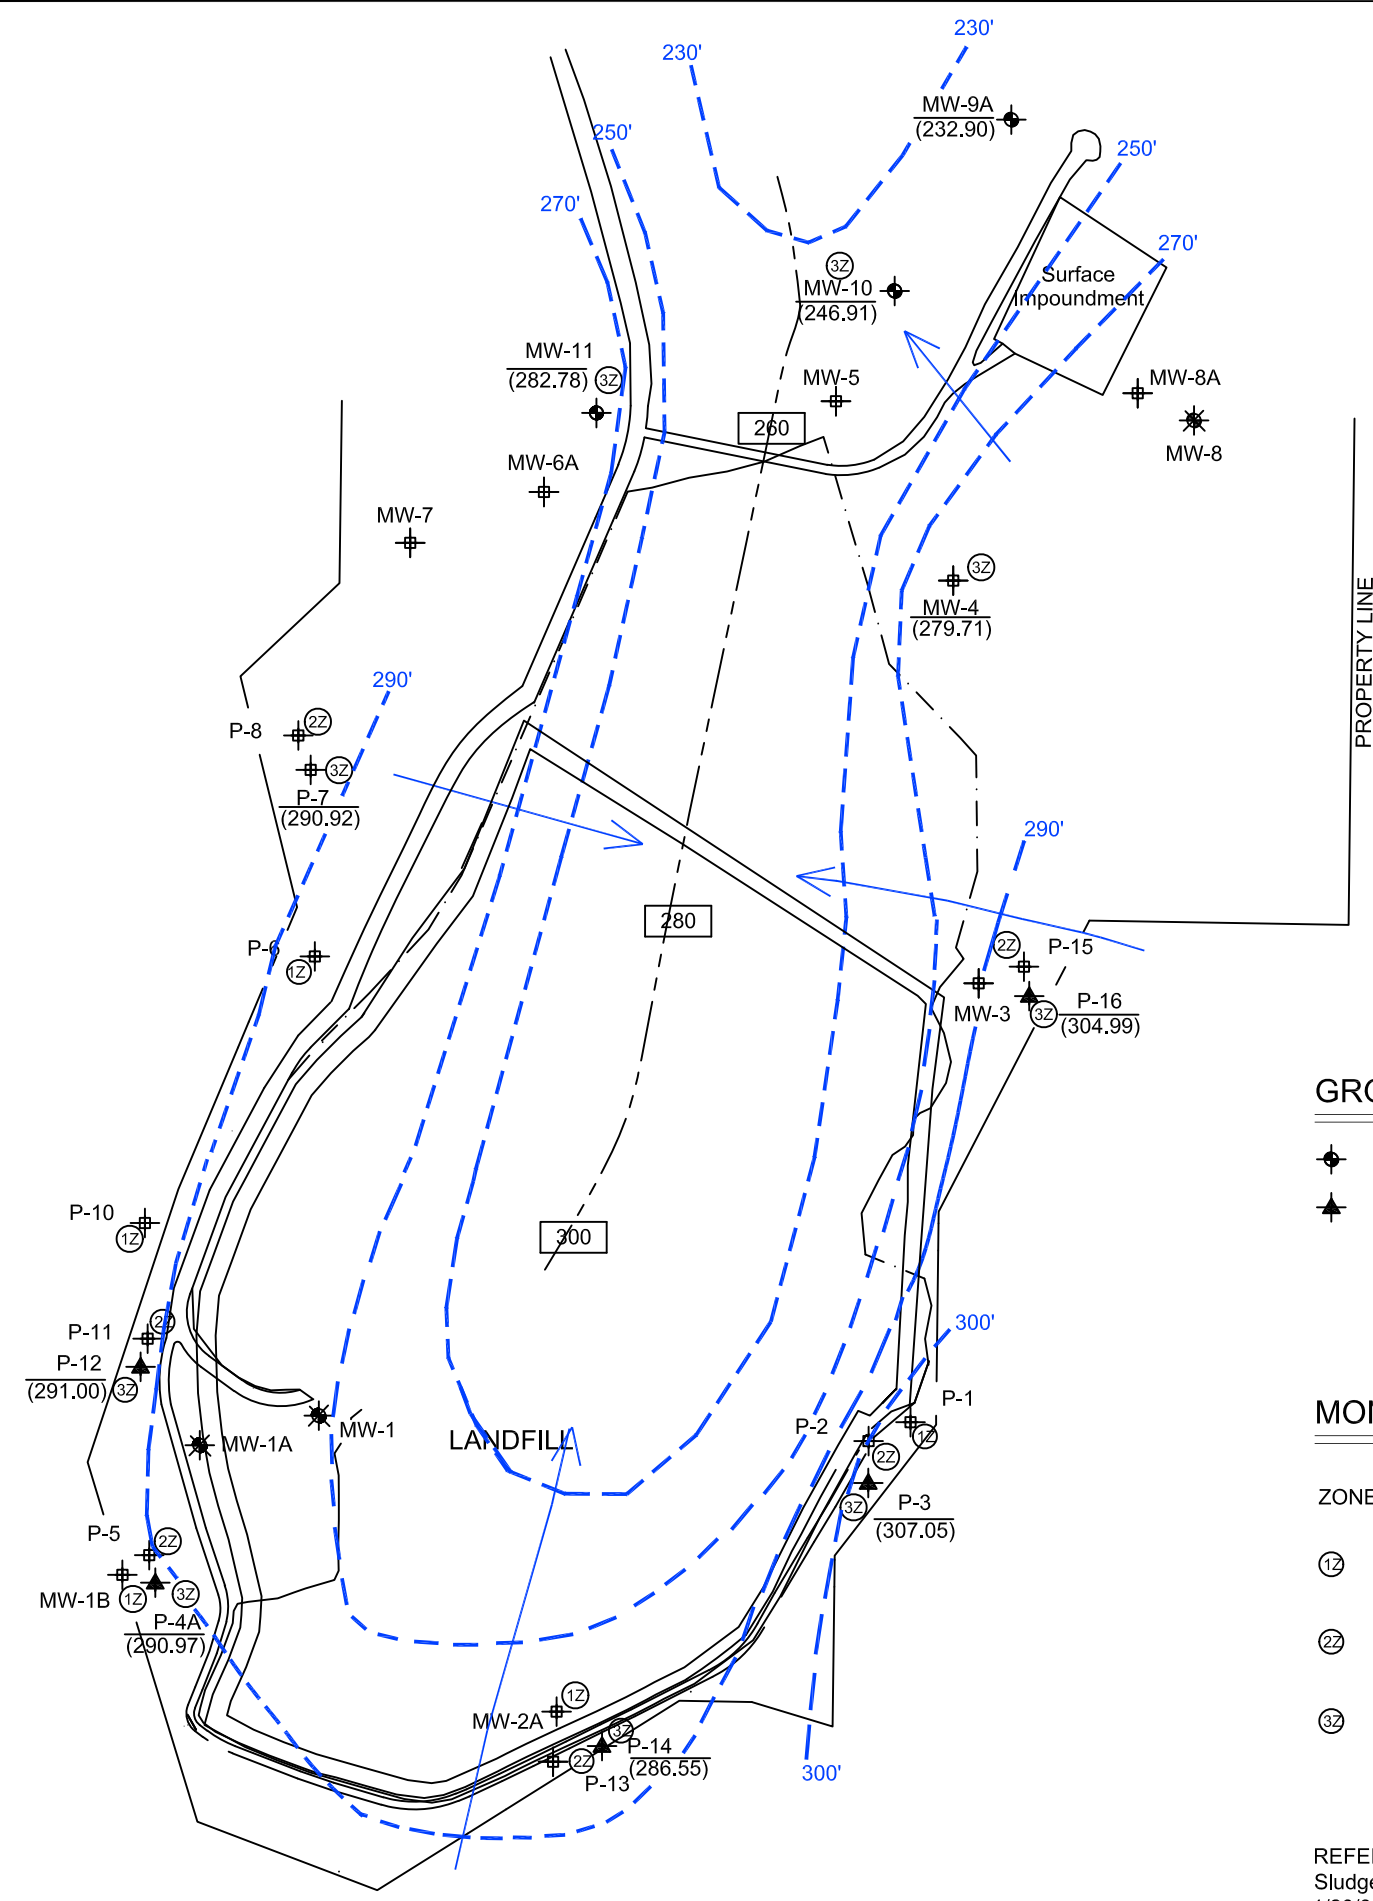 230'
230'
MW-9A
(232.90)
250'
250'
270'
270'
3Z
MW-10
(246.91)
Surface
Impoundment
MW-11
(282.78)
3Z
MW-5
MW-8A
260
MW-8
MW-6A
MW-7
3Z
MW-4
(279.71)
PROPERTY LINE
290'
P-8
2Z
3Z
P-7
(290.92)
290'
280
P-6
1Z
2Z
P-15
MW-3
3Z
P-16
(304.99)
GRO
P-10
1Z
300
2Z
P-11
P-12
(291.00)
3Z
300'
P-1
1Z
MW-1
MW-1A
LANDFILL
P-2
2Z
3Z
P-3
(307.05)
MON
ZONE
1Z
2Z
3Z
P-5
2Z
MW-1B
1Z
3Z
P-4A
(290.97)
1Z
MW-2A
3Z
P-14
(286.55)
2Z
P-13
300'
REFE
Sludge